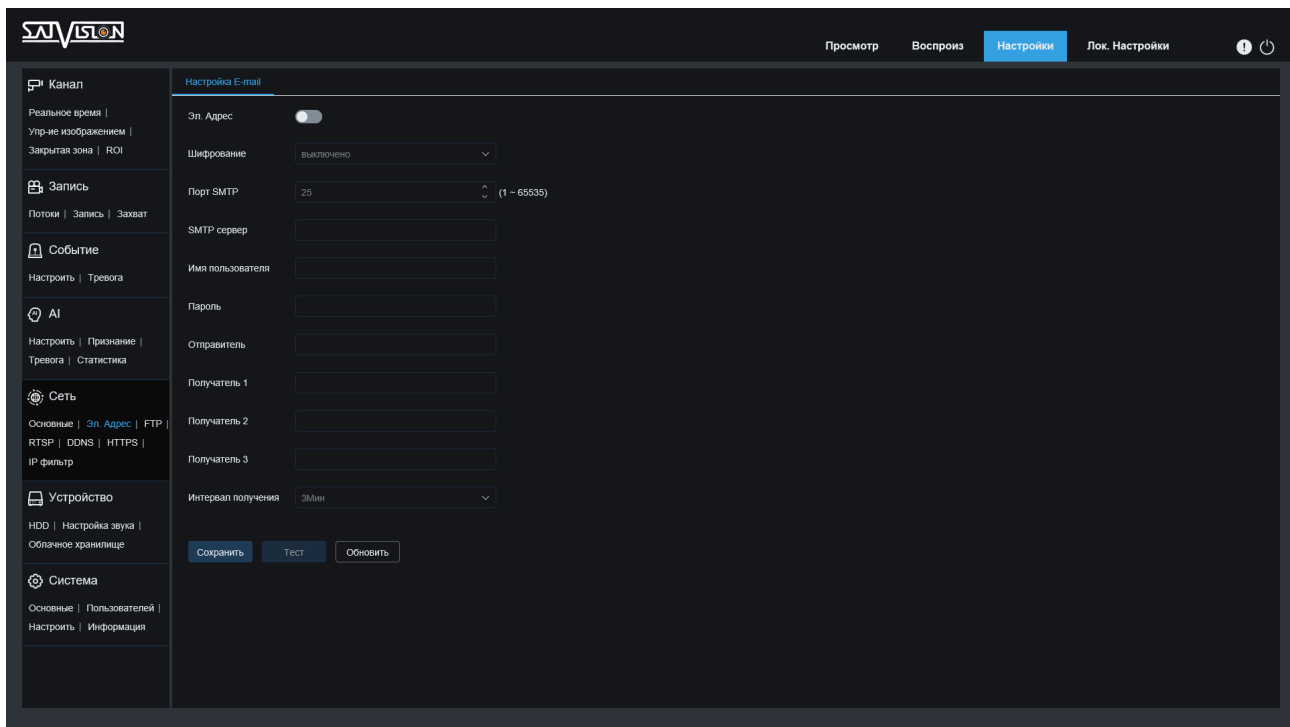 SATVISION
Просмотр Воспроиз Настройки Лок. Настройки
Канал
Реальное время |
Упр-ие изображением |
Закрытая зона | ROI
Запись
Потоки | Запись | Захват
Событие
Настроить | Тревога
AI
Настроить | Признание |
Тревога | Статистика
Сеть
Основные | Эл. Адрес | FTP |
RTSP | DDNS | HTTPS |
IP фильтр
Устройство
HDD | Настройка звука |
Облачное хранилище
Система
Основные | Пользователей |
Настроить | Информация
Настройка E-mail
Эл. Адрес
Шифрование выключено
Порт SMTP 25 (1 ~ 65535)
SMTP сервер
Имя пользователя
Пароль
Отправитель
Получатель 1
Получатель 2
Получатель 3
Интервал получения 3Мин
Сохранить Тест Обновить